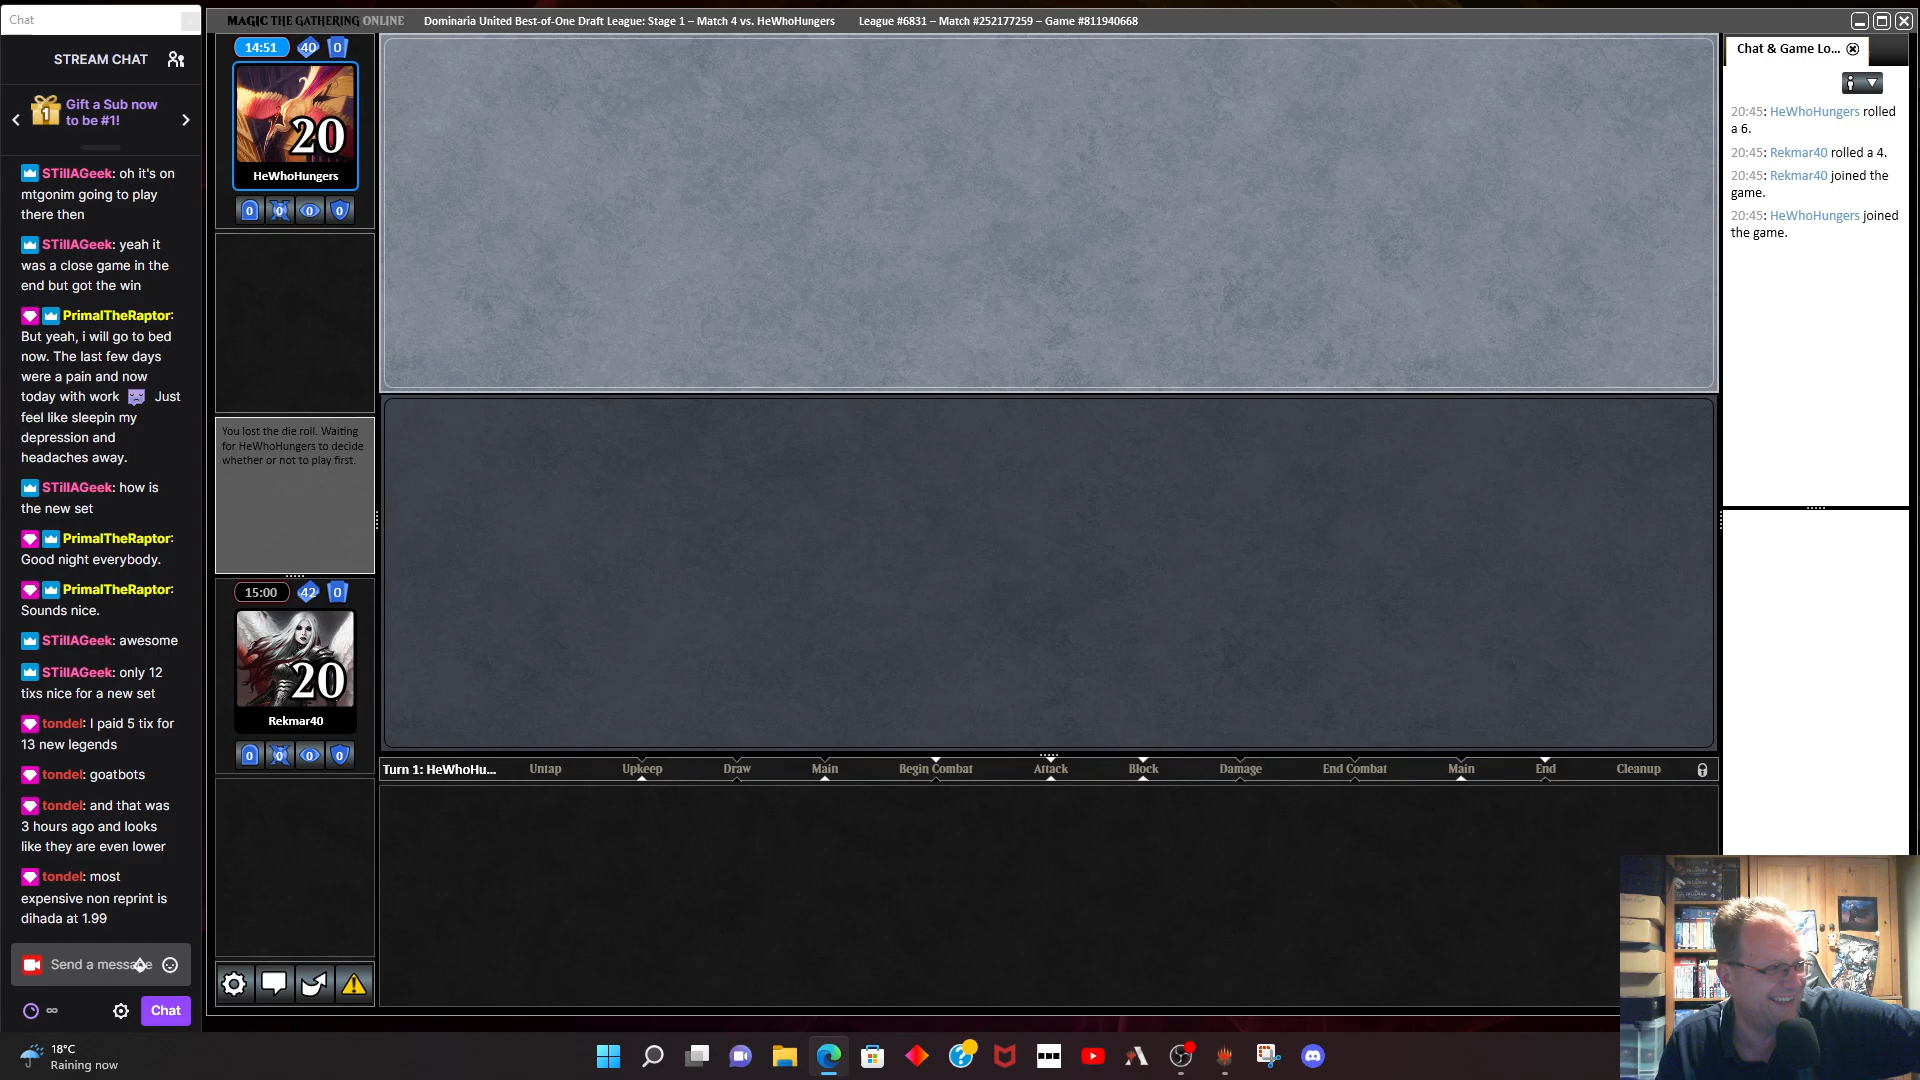 Chat
STREAM CHAT
1
Gift a Sub now
to be #1!
STillAGeek: oh it's on
mtgonim going to play
there then
STillAGeek: yeah it
was a close game in the
end but got the win
PrimalTheRaptor:
But yeah, i will go to bed
now. The last few days
were a pain and now
today with work Just
feel like sleepin my
depression and
headaches away.
STillAGeek: how is
the new set
PrimalTheRaptor:
Good night everybody.
PrimalTheRaptor:
Sounds nice.
STillAGeek: awesome
STillAGeek: only 12
tixs nice for a new set
tondel: I paid 5 tix for
13 new legends
tondel: goatbots
tondel: and that was
3 hours ago and looks
like they are even lower
tondel: most
expensive non reprint is
dihada at 1.99
Send a message
Chat
18°C
Raining now
MAGIC THE GATHERING ONLINE
Dominaria United Best-of-One Draft League: Stage 1 – Match 4 vs. HeWhoHungers
League #6831 – Match #252177259 – Game #811940668
14:51 40 0
20
HeWhoHungers
0 0 0 0
You lost the die roll. Waiting
for HeWhoHungers to decide
whether or not to play first.
15:00 42 0
20
Rekmar40
0 0 0 0
Turn 1: HeWhoHu...
Untap
Upkeep
Draw
Main
Begin Combat
Attack
Block
Damage
End Combat
Main
End
Cleanup
Chat & Game Lo...
20:45: HeWhoHungers rolled
a 6.
20:45: Rekmar40 rolled a 4.
20:45: Rekmar40 joined the
game.
20:45: HeWhoHungers joined
the game.